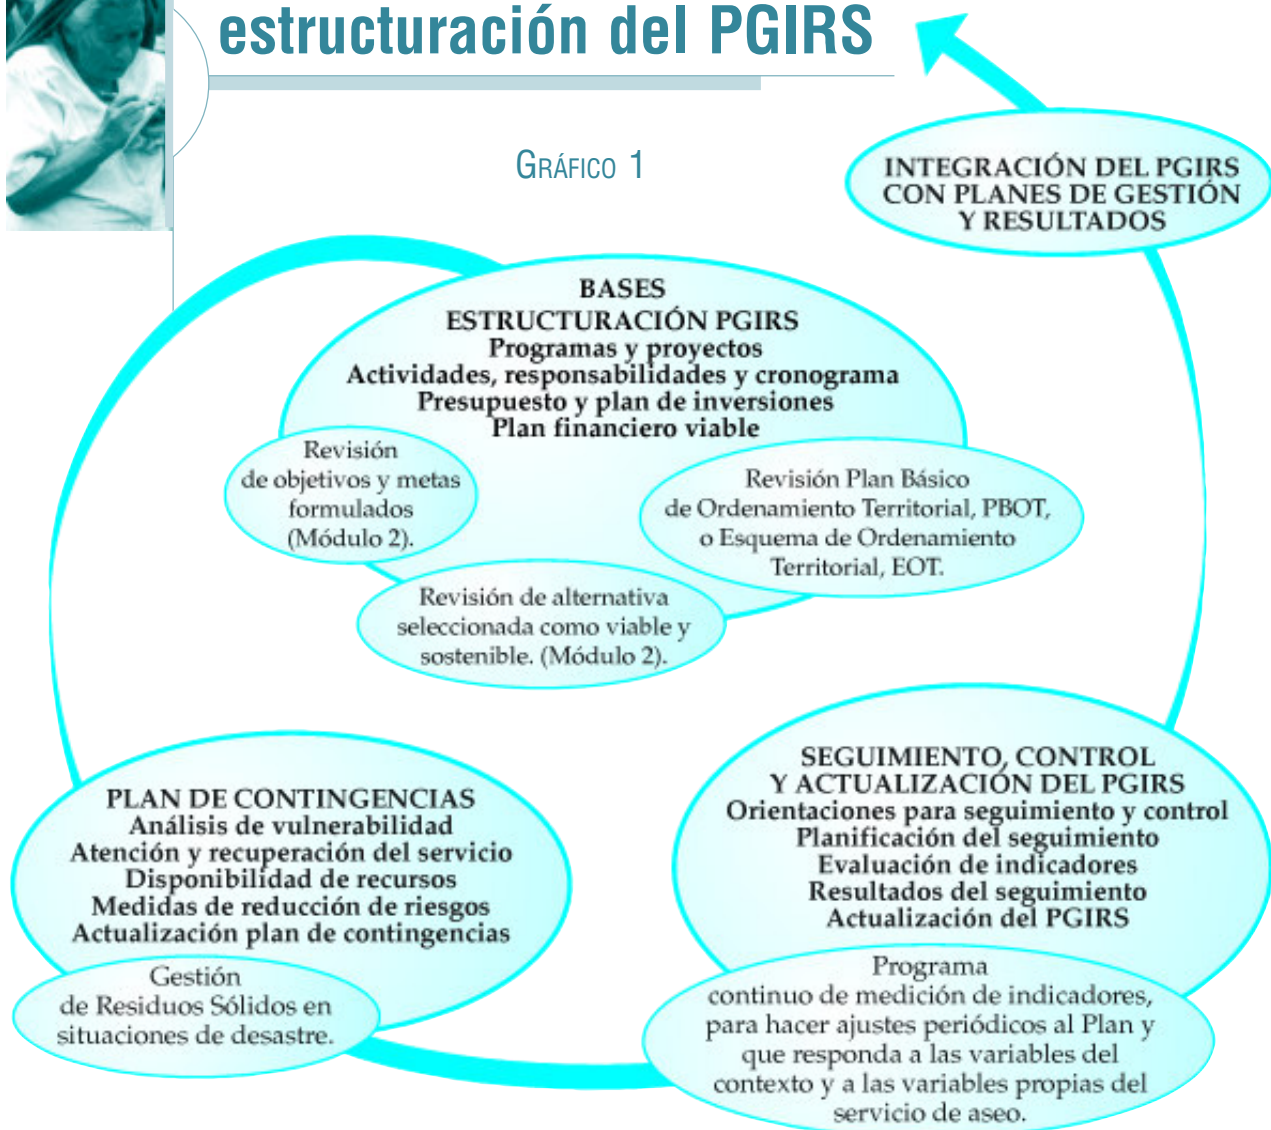 estructuración del PGIRS
GRÁFICO 1
INTEGRACIÓN DEL PGIRS
CON PLANES DE GESTIÓN
Y RESULTADOS
BASES
ESTRUCTURACIÓN PGIRS
Programas y proyectos
Actividades, responsabilidades y cronograma
Presupuesto y plan de inversiones
Plan financiero viable
Revisión
de objetivos y metas
formulados
(Módulo 2).
Revisión Plan Básico
de Ordenamiento Territorial, PBOT,
o Esquema de Ordenamiento
Territorial, EOT.
Revisión de alternativa
seleccionada como viable y
sostenible. (Módulo 2).
PLAN DE CONTINGENCIAS
Análisis de vulnerabilidad
Atención y recuperación del servicio
Disponibilidad de recursos
Medidas de reducción de riesgos
Actualización plan de contingencias
Gestión
de Residuos Sólidos en
situaciones de desastre.
SEGUIMIENTO, CONTROL
Y ACTUALIZACIÓN DEL PGIRS
Orientaciones para seguimiento y control
Planificación del seguimiento
Evaluación de indicadores
Resultados del seguimiento
Actualización del PGIRS
Programa
continuo de medición de indicadores,
para hacer ajustes periódicos al Plan y
que responda a las variables del
contexto y a las variables propias del
servicio de aseo.